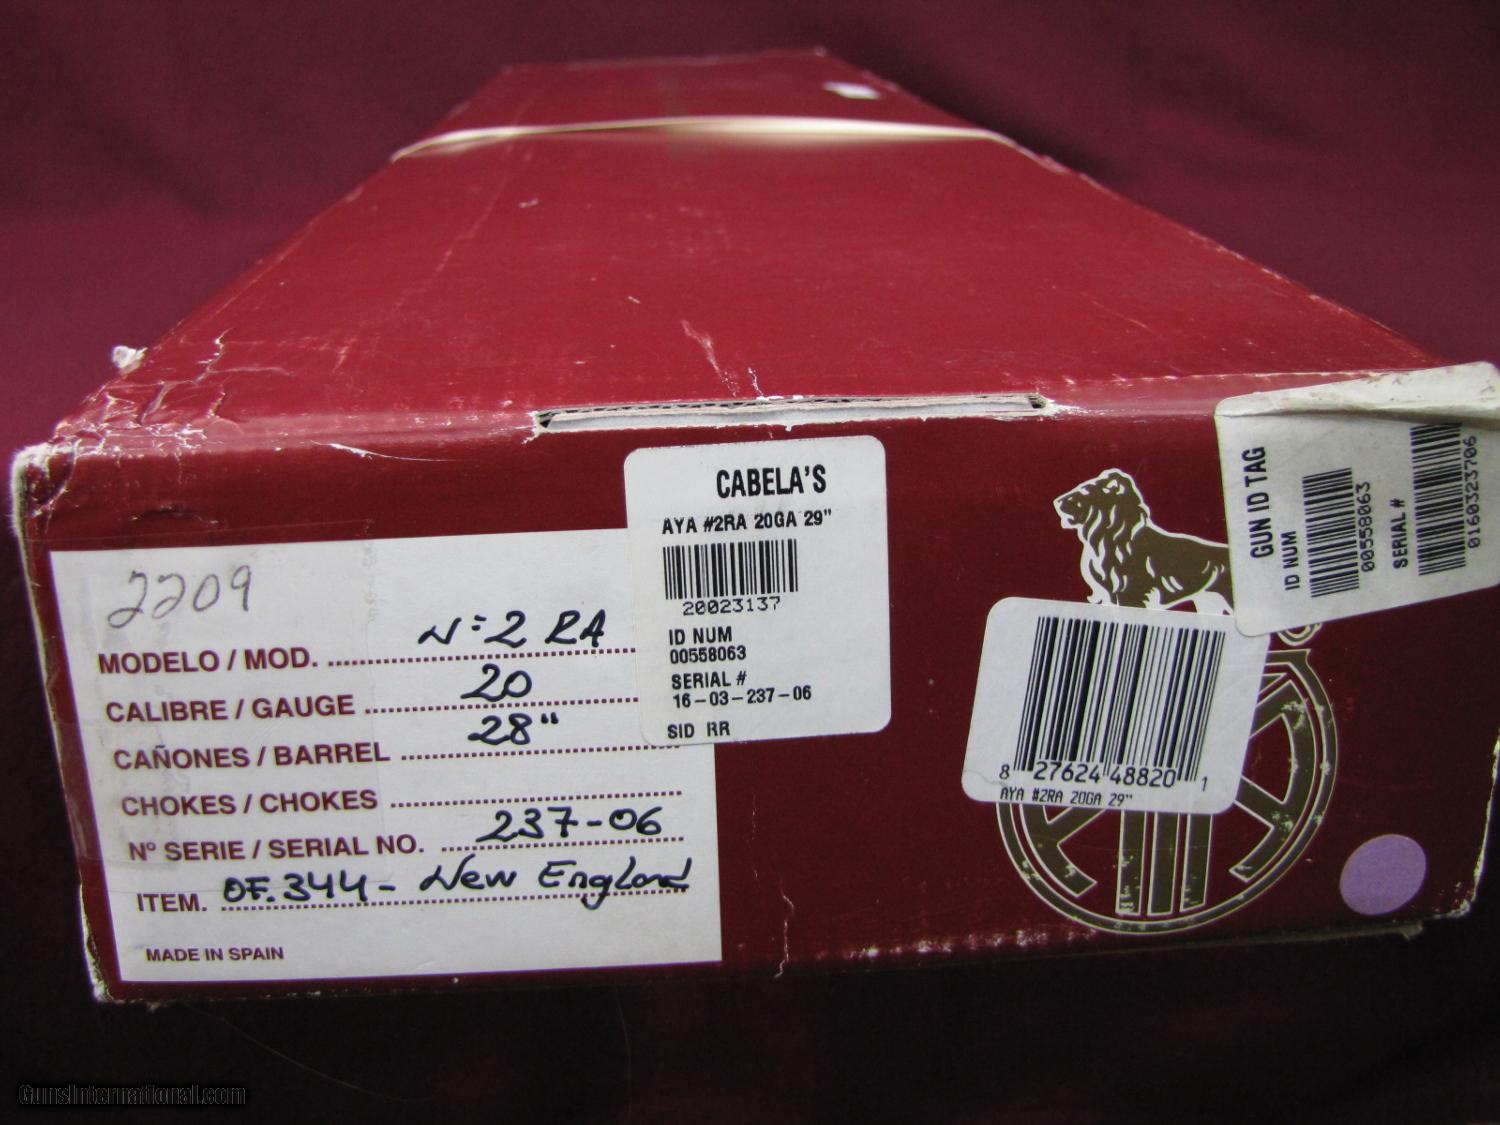 2209
MODELO / MOD. N=2 RA
CALIBRE / GAUGE 20
CAÑONES / BARREL 28"
CHOKES / CHOKES
Nº SERIE / SERIAL NO. 237-06
ITEM. OF.344- New England
MADE IN SPAIN
CABELA'S
AYA #2RA 20GA 29"
20023137
ID NUM
00558063
SERIAL #
16-03-237-06
SID RR
8 27624 48820 1
AYA #2RA 20GA 29"
GUN ID TAG
ID NUM
00558063
SERIAL #
0160323706
GunsInternational.com